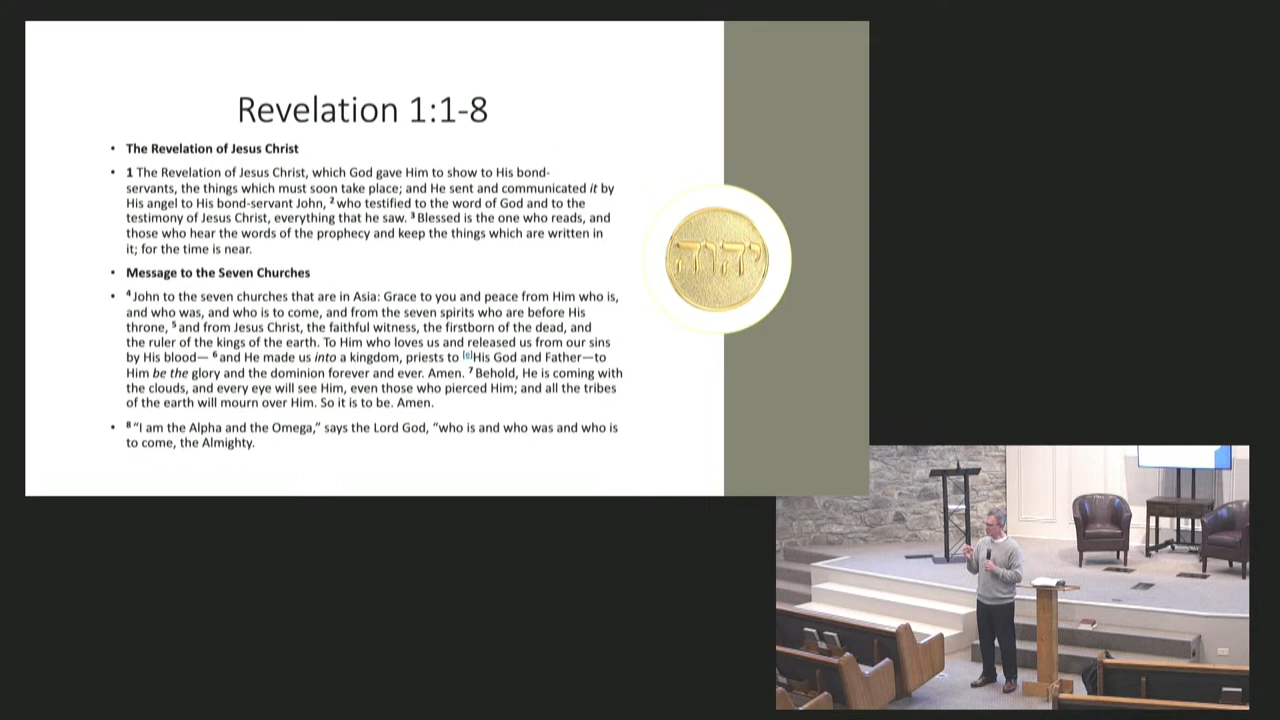 Revelation 1:1-8
• The Revelation of Jesus Christ
• 1 The Revelation of Jesus Christ, which God gave Him to show to His bond-
servants, the things which must soon take place; and He sent and communicated it by
His angel to His bond-servant John, ²who testified to the word of God and to the
testimony of Jesus Christ, everything that he saw. ³Blessed is the one who reads, and
those who hear the words of the prophecy and keep the things which are written in
it; for the time is near.
• Message to the Seven Churches
• ⁴John to the seven churches that are in Asia: Grace to you and peace from Him who is,
and who was, and who is to come, and from the seven spirits who are before His
throne, ⁵and from Jesus Christ, the faithful witness, the firstborn of the dead, and
the ruler of the kings of the earth. To Him who loves us and released us from our sins
by His blood— ⁶and He made us into a kingdom, priests to [e]His God and Father—to
Him be the glory and the dominion forever and ever. Amen. ⁷Behold, He is coming with
the clouds, and every eye will see Him, even those who pierced Him; and all the tribes
of the earth will mourn over Him. So it is to be. Amen.
• ⁸“I am the Alpha and the Omega,” says the Lord God, “who is and who was and who is
to come, the Almighty.
יהוה